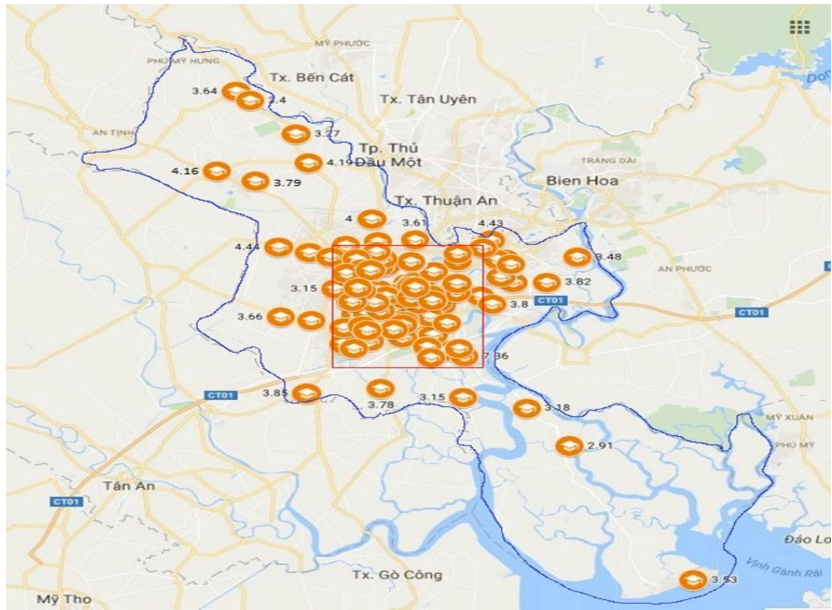 MỸ PHƯỚC
PHÚ MỸ HƯNG
Tx. Bến Cát
3.64
Tx. Tân Uyên
AN TỊNH
3.27
Tp. Thủ
Dầu Một
4.19
TRẢNG DÀI
4.16
3.79
Bien Hoa
Tx. Thuận An
4
3.61
4.43
4.44
3.48
AN PHƯỚC
3.15
3.82
3.8
CT01
CT01
3.66
7.36
3.85
CT01
3.78
3.15
3.18
MỸ XUÂN
PHÚ MỸ
2.91
Tân An
CT01
Đảo Lo
Vịnh Gành Rái
Tx. Gò Công
3.53
Mỹ Tho